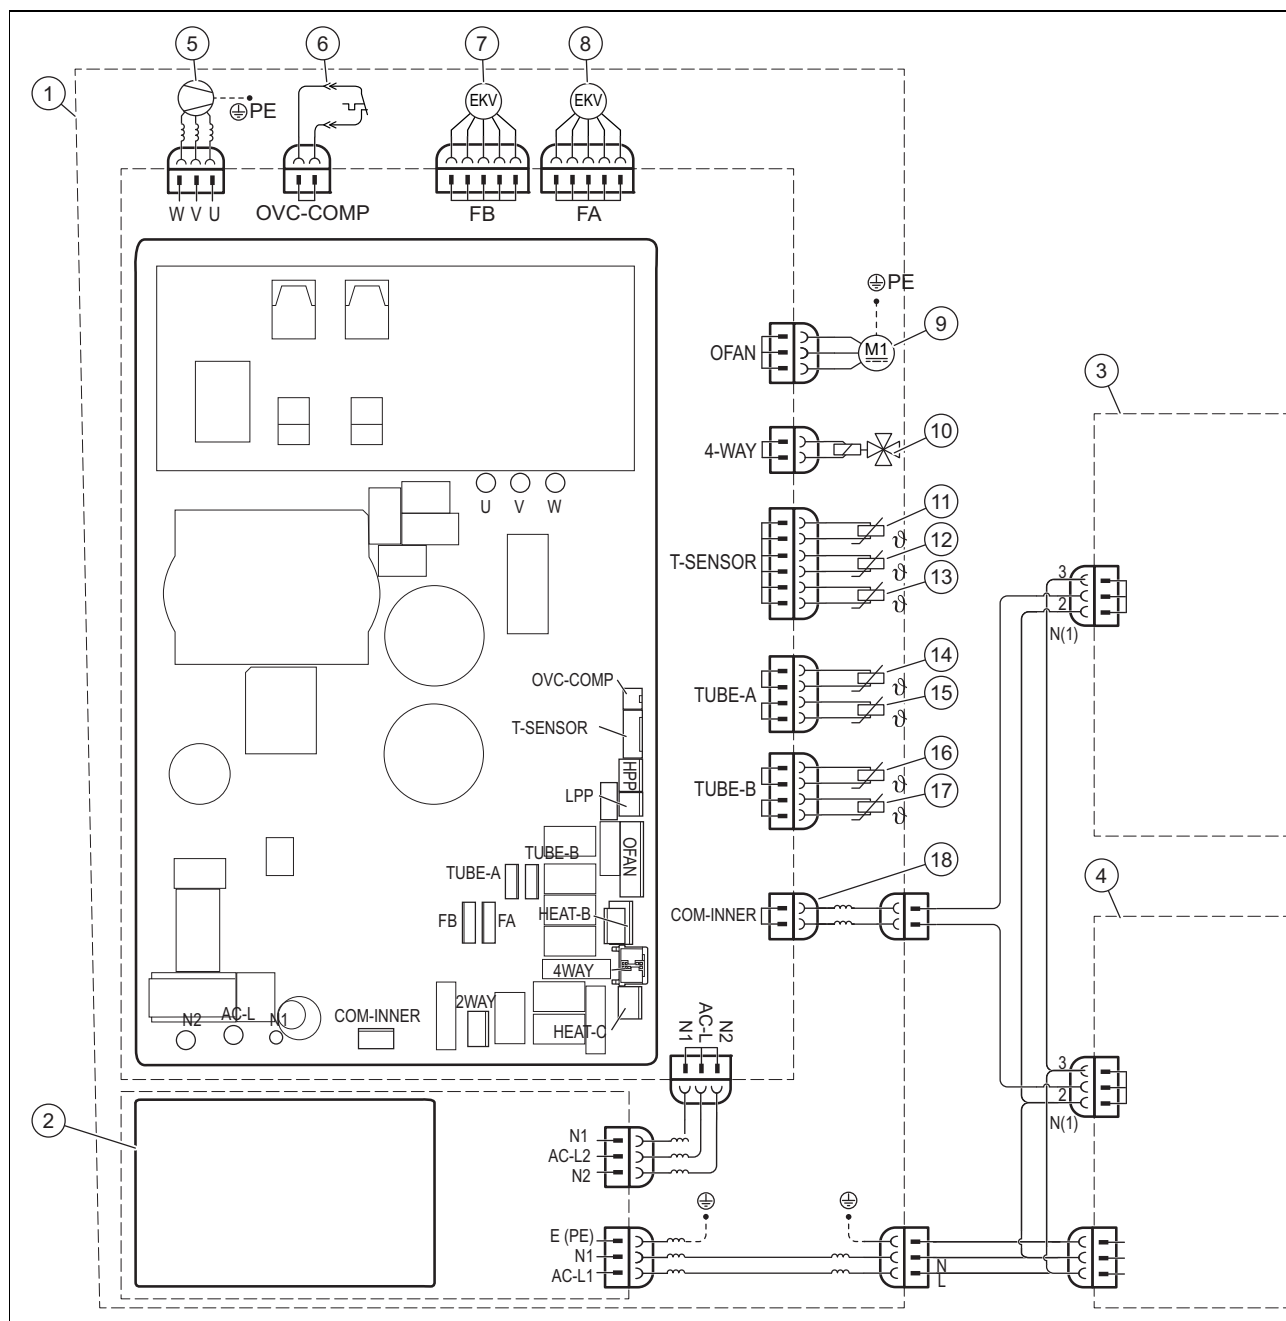 5
6
7
8
1
EKV
EKV
PE
W V U
OVC-COMP
FB
FA
PE
9
OFAN
M1
3
10
4-WAY
U
V
W
11
12
T-SENSOR
13
ϑ
ϑ
ϑ
3
2
N(1)
14
OVC-COMP
TUBE-A
15
ϑ
ϑ
T-SENSOR
HPP
16
LPP
TUBE-B
17
ϑ
ϑ
TUBE-B
OFAN
TUBE-A
18
4
FB
FA
HEAT-B
COM-INNER
4WAY
2WAY
N2
AC-L
N1
COM-INNER
HEAT-C
N1
AC-L
N2
3
2
N(1)
2
N1
AC-L2
N2
E (PE)
N1
AC-L1
N
L